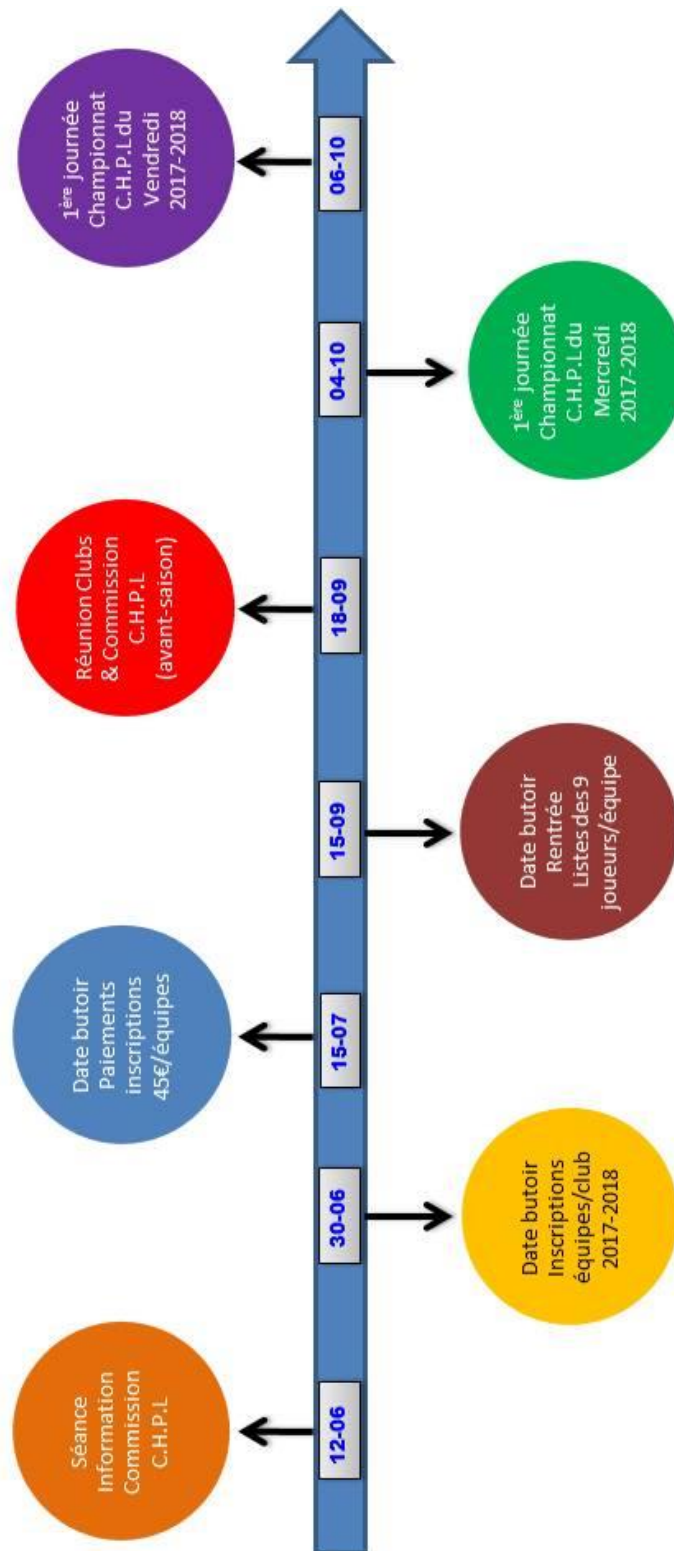 Séance
Information
Commission
C.H.P.L
12-06
30-06
Date butoir
Inscriptions
équipes/club
2017-2018
Date butoir
Paiements
inscriptions
45€/équipes
15-07
15-09
Date butoir
Rentrée
Listes des 9
joueurs/équipe
Réunion Clubs
& Commission
C.H.P.L
(avant-saison)
18-09
04-10
1ère journée
Championnat
C.H.P.Ldu
Mercredi
2017-2018
1ère journée
Championnat
C.H.P.Ldu
Vendredi
2017-2018
06-10